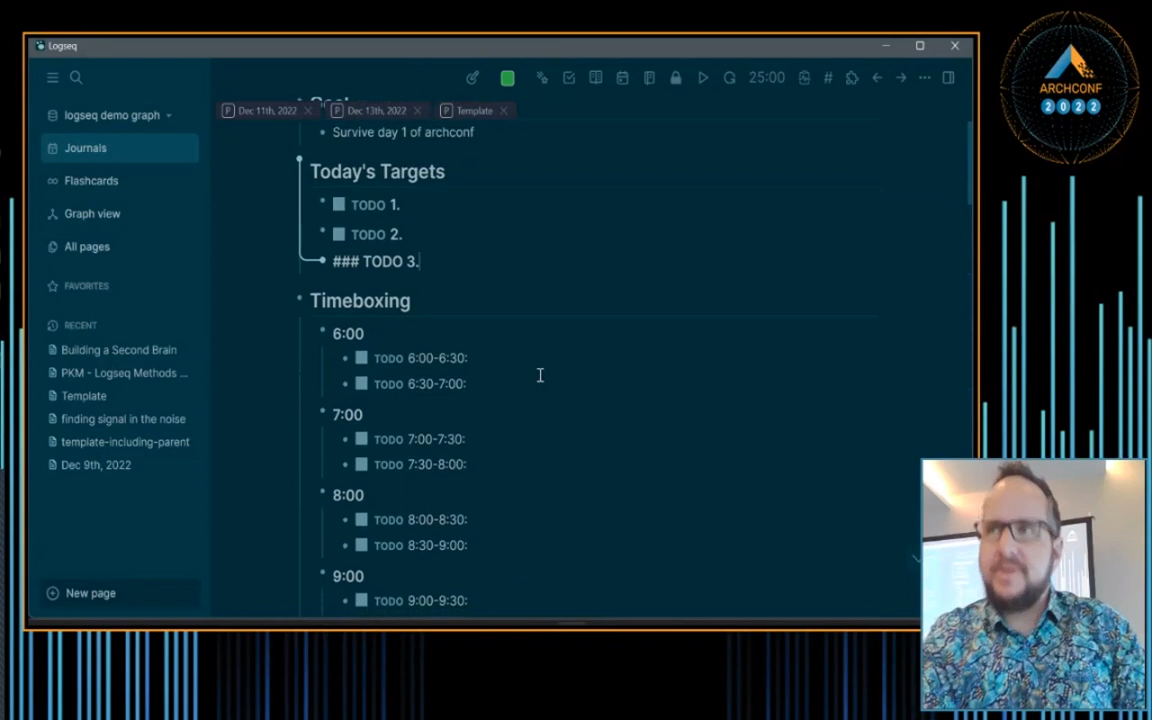 Logseq
25:00
logseq demo graph
Dec 11th, 2022
Dec 13th, 2022
Template
Journals
Flashcards
Graph view
All pages
FAVORITES
RECENT
Building a Second Brain
PKM - Logseq Methods ...
Template
finding signal in the noise
template-including-parent
Dec 9th, 2022
New page
Survive day 1 of archconf
Today's Targets
TODO 1.
TODO 2.
### TODO 3.
Timeboxing
6:00
TODO 6:00-6:30:
TODO 6:30-7:00:
7:00
TODO 7:00-7:30:
TODO 7:30-8:00:
8:00
TODO 8:00-8:30:
TODO 8:30-9:00:
9:00
TODO 9:00-9:30:
ARCHCONF
2022